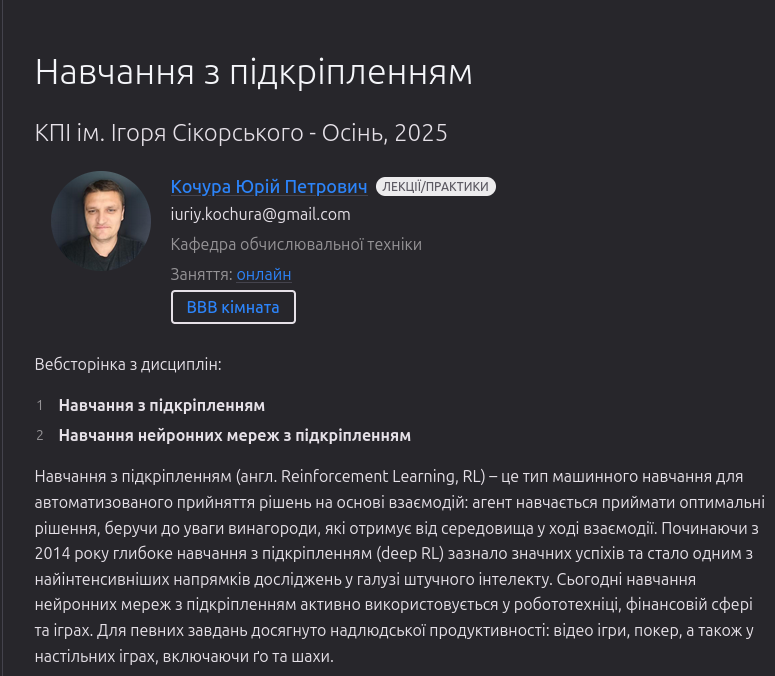 Навчання з підкріпленням
КПІ ім. Ігоря Сікорського - Осінь, 2025
Кочура Юрій Петрович ЛЕКЦІЇ/ПРАКТИКИ
iuriy.kochura@gmail.com
Кафедра обчислювальної техніки
Заняття: онлайн
BBB кімната
Вебсторінка з дисциплін:
1 Навчання з підкріпленням
2 Навчання нейронних мереж з підкріпленням
Навчання з підкріпленням (англ. Reinforcement Learning, RL) – це тип машинного навчання для
автоматизованого прийняття рішень на основі взаємодій: агент навчається приймати оптимальні
рішення, беручи до уваги винагороди, які отримує від середовища у ході взаємодії. Починаючи з
2014 року глибоке навчання з підкріпленням (deep RL) зазнало значних успіхів та стало одним з
найінтенсивніших напрямків досліджень у галузі штучного інтелекту. Сьогодні навчання
нейронних мереж з підкріпленням активно використовується у робототехніці, фінансовій сфері
та іграх. Для певних завдань досягнуто надлюдської продуктивності: відео ігри, покер, а також у
настільних іграх, включаючи ґо та шахи.